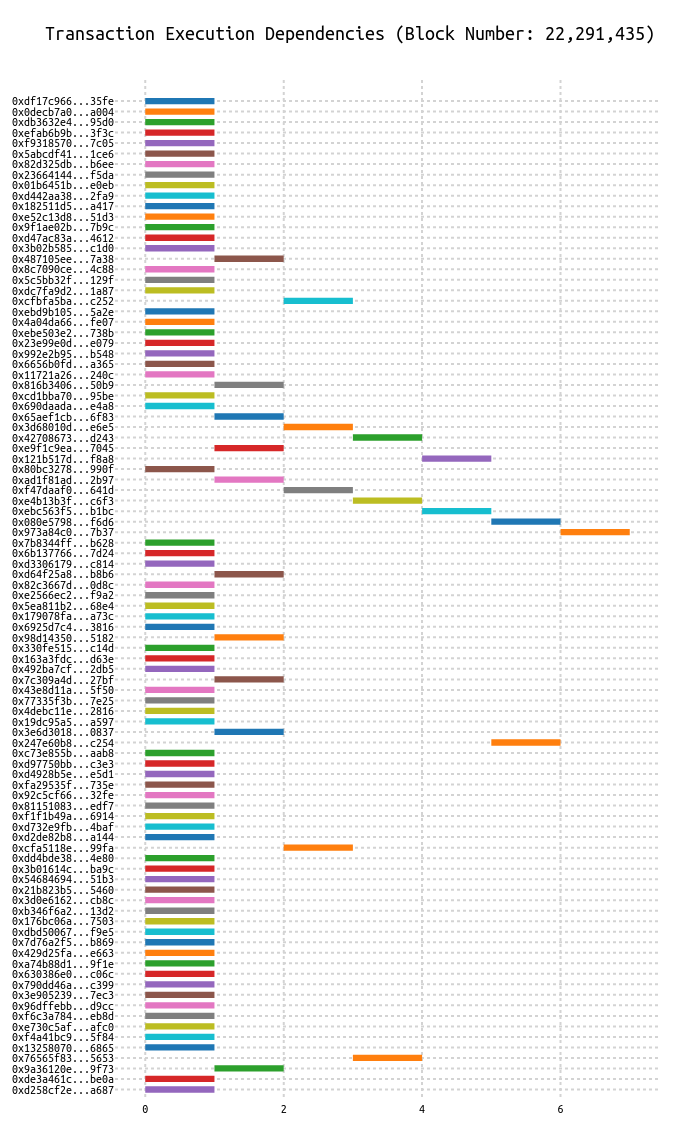 Transaction Execution Dependencies (Block Number: 22,291,435)
0xdf17c966...35fe
0x0decb7a0...a004
0xdb3632e4...95d0
0xefab6b9b...3f3c
0xf9318570...7c05
0x5abcdf41...1ce6
0x82d325db...b6ee
0x23664144...f5da
0x01b6451b...e0eb
0xd442aa38...2fa9
0x182511d5...a417
0xe52c13d8...51d3
0x9f1ae02b...7b9c
0xd47ac83a...4612
0x3b02b585...c1d0
0x487105ee...7a38
0x8c7090ce...4c88
0x5c5bb32f...129f
0xdc7fa9d2...1a87
0xcfbfa5ba...c252
0xebd9b105...5a2e
0x4a04da66...fe07
0xebe503e2...738b
0x23e99e0d...e079
0x992e2b95...b548
0x6656b0fd...a365
0x11721a26...240c
0x816b3406...50b9
0xcd1bba70...95be
0x690daada...e4a8
0x65aef1cb...6f83
0x3d68010d...e6e5
0x42708673...d243
0xe9f1c9ea...7045
0x121b517d...f8a8
0x80bc3278...990f
0xad1f81ad...2b97
0xf47daaf0...641d
0xe4b13b3f...c6f3
0xebc563f5...b1bc
0x080e5798...f6d6
0x973a84c0...7b37
0x7b8344ff...b628
0x6b137766...7d24
0xd3306179...c814
0xd64f25a8...b8b6
0x82c3667d...0d8c
0xe2566ec2...f9a2
0x5ea811b2...68e4
0x179078fa...a73c
0x6925d7c4...3816
0x98d14350...5182
0x330fe515...c14d
0x163a3fdc...d63e
0x492ba7cf...2db5
0x7c309a4d...27bf
0x43e8d11a...5f50
0x77335f3b...7e25
0x4debc11e...2816
0x19dc95a5...a597
0x3e6d3018...0837
0x247e60b8...c254
0xc73e855b...aab8
0xd97750bb...c3e3
0xd4928b5e...e5d1
0xfa29535f...735e
0x92c5cf66...32fe
0x81151083...edf7
0xf1f1b49a...6914
0xd732e9fb...4baf
0xd2de82b8...a144
0xcfa5118e...99fa
0xdd4bde38...4e80
0x3b01614c...ba9c
0x54684694...51b3
0x21b823b5...5460
0x3d0e6162...cb8c
0xb346f6a2...13d2
0x176bc06a...7503
0xdbd50067...f9e5
0x7d76a2f5...b869
0x429d25fa...e663
0xa74b88d1...9f1e
0x630386e0...c06c
0x790dd46a...c399
0x3e905239...7ec3
0x96dffebb...d9cc
0xf6c3a784...eb8d
0xe730c5af...afc0
0xf4a41bc9...5f84
0x13258070...6865
0x76565f83...5653
0x9a36120e...9f73
0xde3a461c...be0a
0xd258cf2e...a687
0 2 4 6